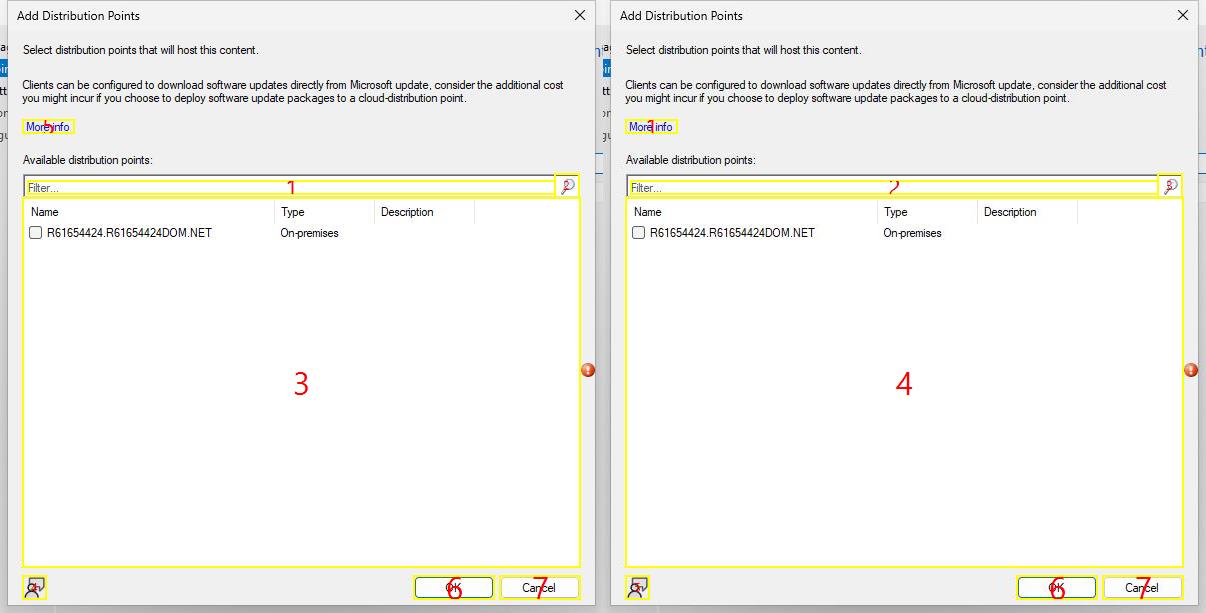 Add Distribution Points
Select distribution points that will host this content.
Clients can be configured to download software updates directly from Microsoft update, consider the additional cost
you might incur if you choose to deploy software update packages to a cloud-distribution point.
More info
5
Available distribution points:
Filter...
1
2
Name Type Description
R61654424.R61654424DOM.NET On-premises
3
4
OK
6
Cancel
7
Add Distribution Points
Select distribution points that will host this content.
Clients can be configured to download software updates directly from Microsoft update, consider the additional cost
you might incur if you choose to deploy software update packages to a cloud-distribution point.
More info
1
Available distribution points:
Filter...
2
3
Name Type Description
R61654424.R61654424DOM.NET On-premises
4
5
OK
6
Cancel
7